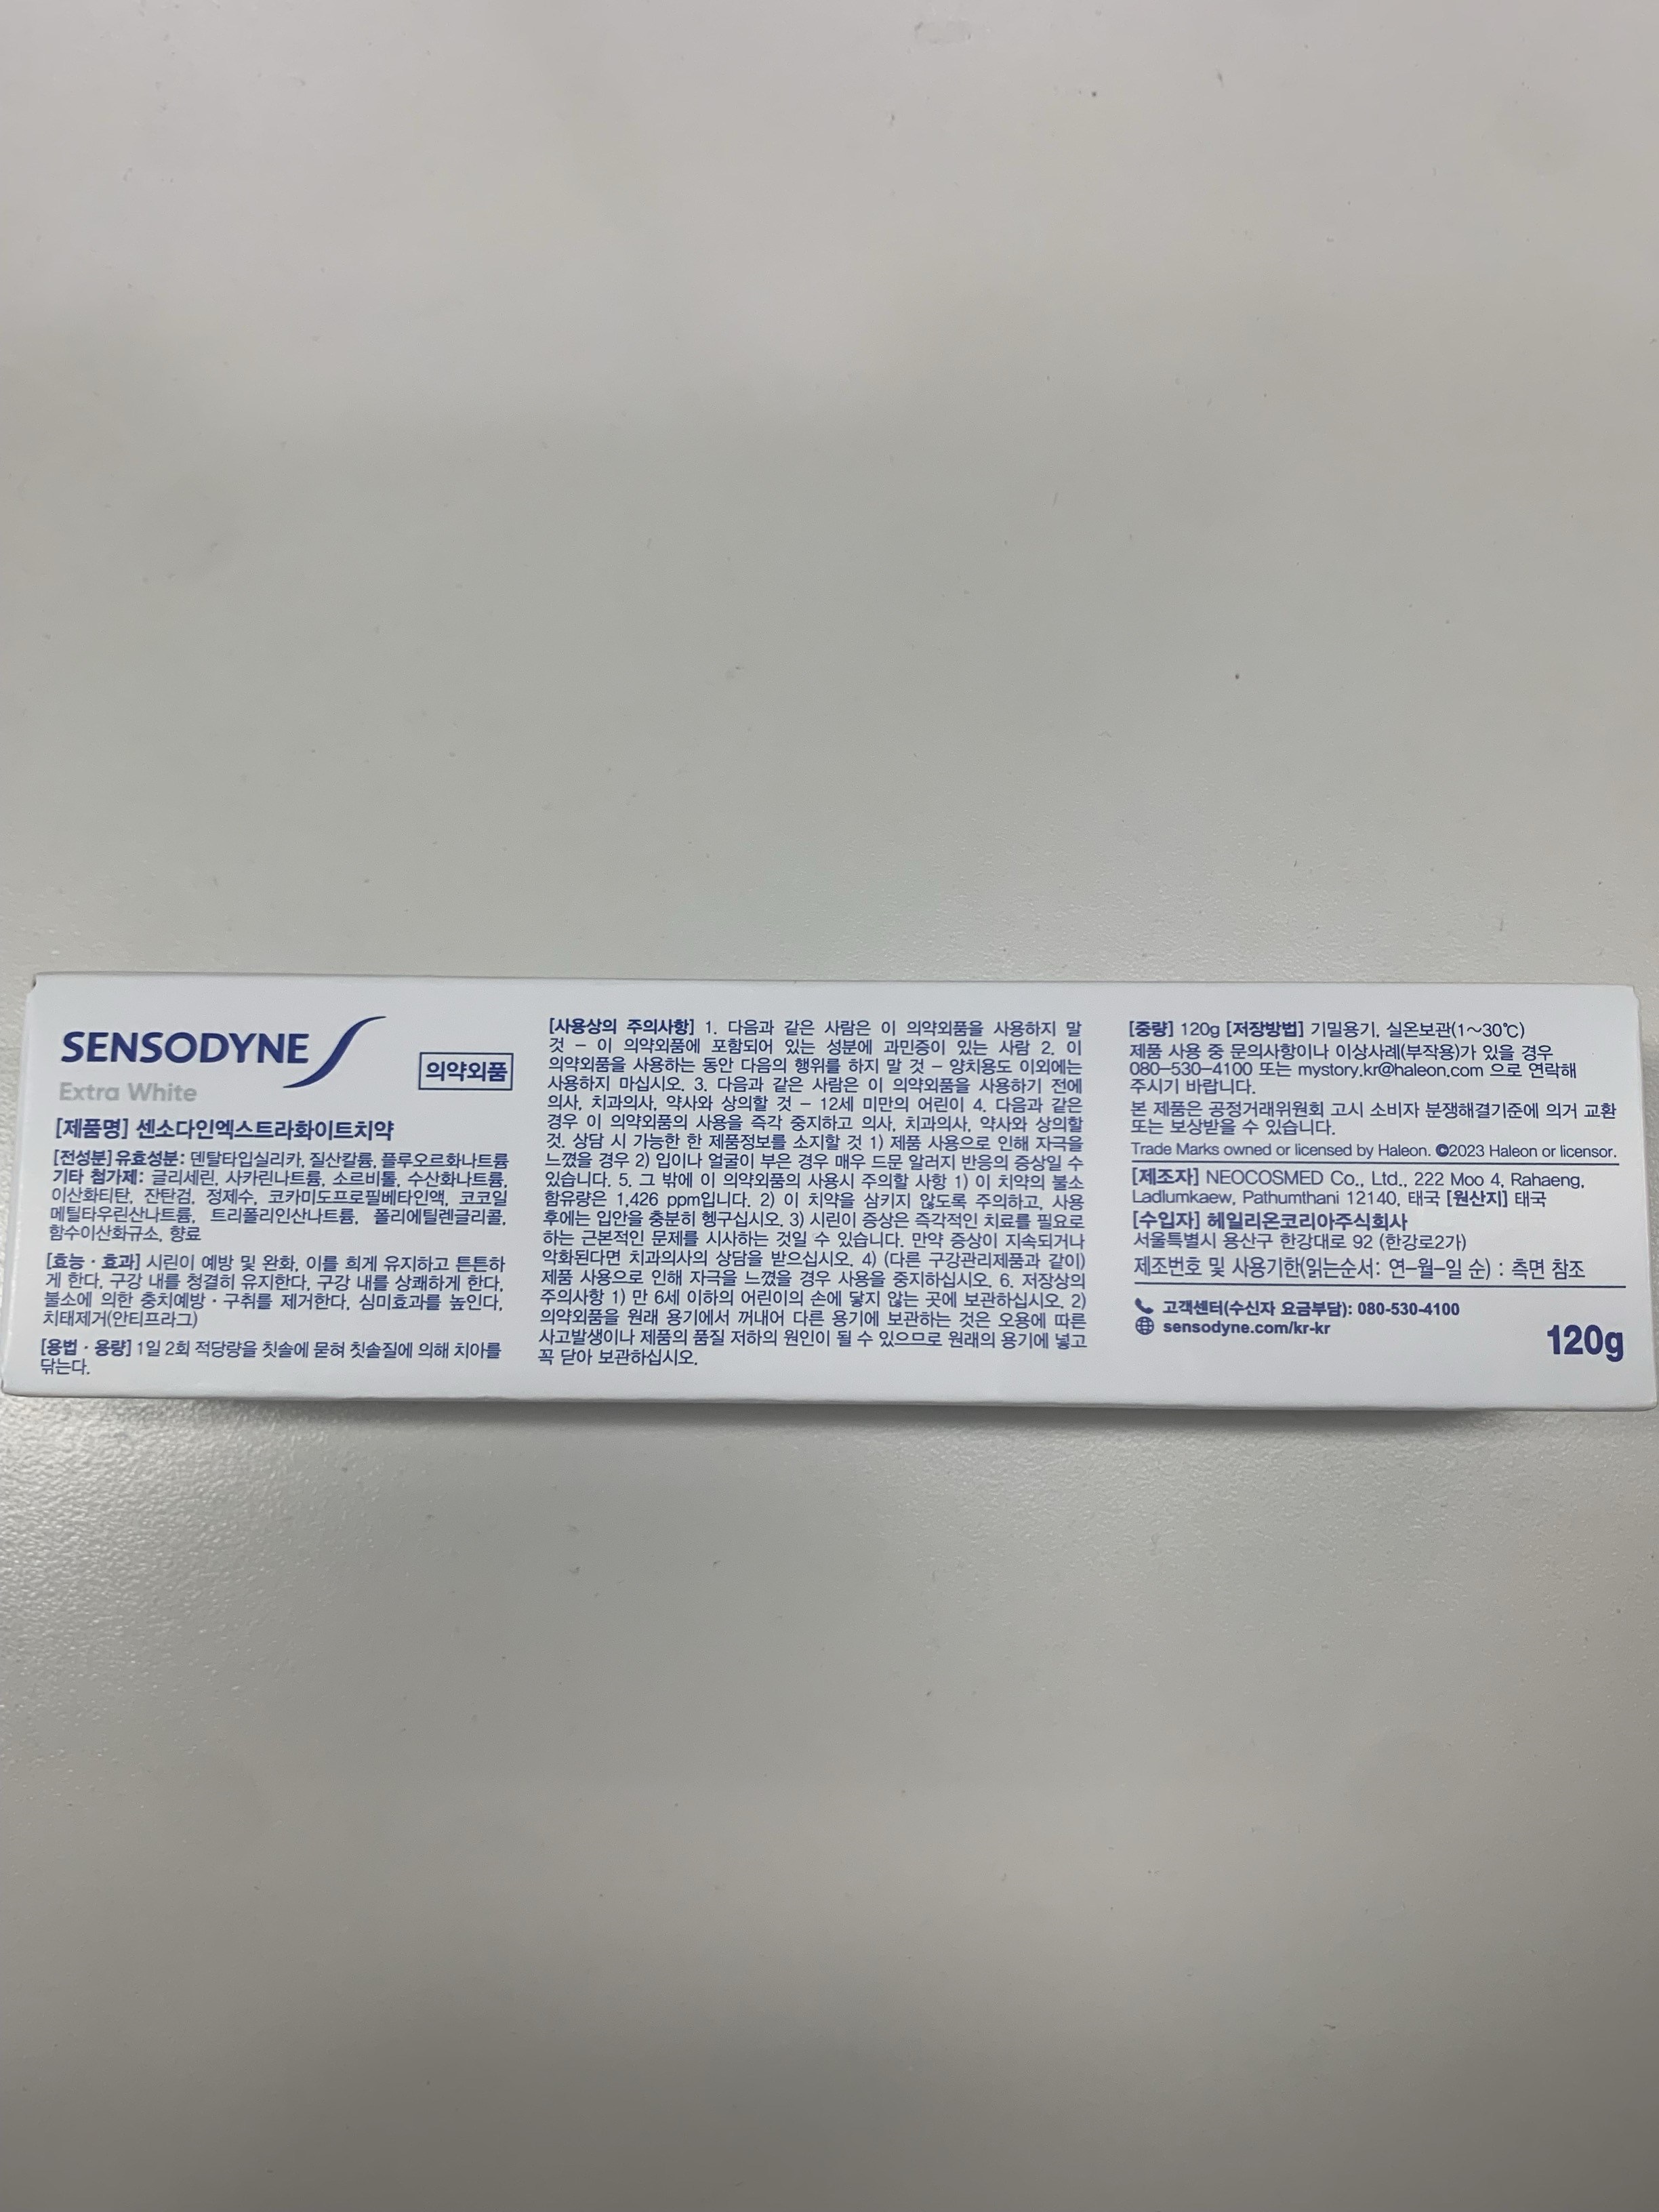 SENSODYNE
Extra White
의약외품
[제품명] 센소다인엑스트라화이트치약
[전성분] 유효성분: 덴탈타입실리카, 질산칼륨, 플루오르화나트륨
기타 첨가제: 글리세린, 사카린나트륨, 소르비톨, 수산화나트륨,
이산화티탄, 잔탄검, 정제수, 코카미도프로필베타인액, 코코일
메틸타우린산나트륨, 트리폴리인산나트륨, 폴리에틸렌글리콜,
함수이산화규소, 향료
[효능·효과] 시린이 예방 및 완화, 이를 희게 유지하고 튼튼하
게 한다, 구강 내를 청결히 유지한다, 구강 내를 상쾌하게 한다,
불소에 의한 충치예방·구취를 제거한다, 심미효과를 높인다,
치태제거(안티프라그)
[용법·용량] 1일 2회 적당량을 칫솔에 묻혀 칫솔질에 의해 치아를
닦는다.
[사용상의 주의사항] 1. 다음과 같은 사람은 이 의약외품을 사용하지 말
것 – 이 의약외품에 포함되어 있는 성분에 과민증이 있는 사람 2. 이
의약외품을 사용하는 동안 다음의 행위를 하지 말 것 – 양치용도 이외에는
사용하지 마십시오. 3. 다음과 같은 사람은 이 의약외품을 사용하기 전에
의사, 치과의사, 약사와 상의할 것 – 12세 미만의 어린이 4. 다음과 같은
경우 이 의약외품의 사용을 즉각 중지하고 의사, 치과의사, 약사와 상의할
것. 상담 시 가능한 한 제품정보를 소지할 것 1) 제품 사용으로 인해 자극을
느꼈을 경우 2) 입이나 얼굴이 부은 경우 매우 드문 알러지 반응의 증상일 수
있습니다. 5. 그 밖에 이 의약외품의 사용시 주의할 사항 1) 이 치약의 불소
함유량은 1,426 ppm입니다. 2) 이 치약을 삼키지 않도록 주의하고, 사용
후에는 입안을 충분히 헹구십시오. 3) 시린이 증상은 즉각적인 치료를 필요로
하는 근본적인 문제를 시사하는 것일 수 있습니다. 만약 증상이 지속되거나
악화된다면 치과의사의 상담을 받으십시오. 4) (다른 구강관리제품과 같이)
제품 사용으로 인해 자극을 느꼈을 경우 사용을 중지하십시오. 6. 저장상의
주의사항 1) 만 6세 이하의 어린이의 손에 닿지 않는 곳에 보관하십시오. 2)
의약외품을 원래 용기에서 꺼내어 다른 용기에 보관하는 것은 오용에 따른
사고발생이나 제품의 품질 저하의 원인이 될 수 있으므로 원래의 용기에 넣고
꼭 닫아 보관하십시오.
[중량] 120g [저장방법] 기밀용기, 실온보관(1~30℃)
제품 사용 중 문의사항이나 이상사례(부작용)가 있을 경우
080–530–4100 또는 mystory.kr@haleon.com 으로 연락해
주시기 바랍니다.
본 제품은 공정거래위원회 고시 소비자 분쟁해결기준에 의거 교환
또는 보상받을 수 있습니다.
Trade Marks owned or licensed by Haleon. ©2023 Haleon or licensor.
[제조자] NEOCOSMED Co., Ltd., 222 Moo 4, Rahaeng,
Ladlumkaew, Pathumthani 12140, 태국 [원산지] 태국
[수입자] 헤일리온코리아주식회사
서울특별시 용산구 한강대로 92 (한강로2가)
제조번호 및 사용기한(읽는순서: 연–월–일 순) : 측면 참조
고객센터(수신자 요금부담): 080-530-4100
sensodyne.com/kr-kr
120g